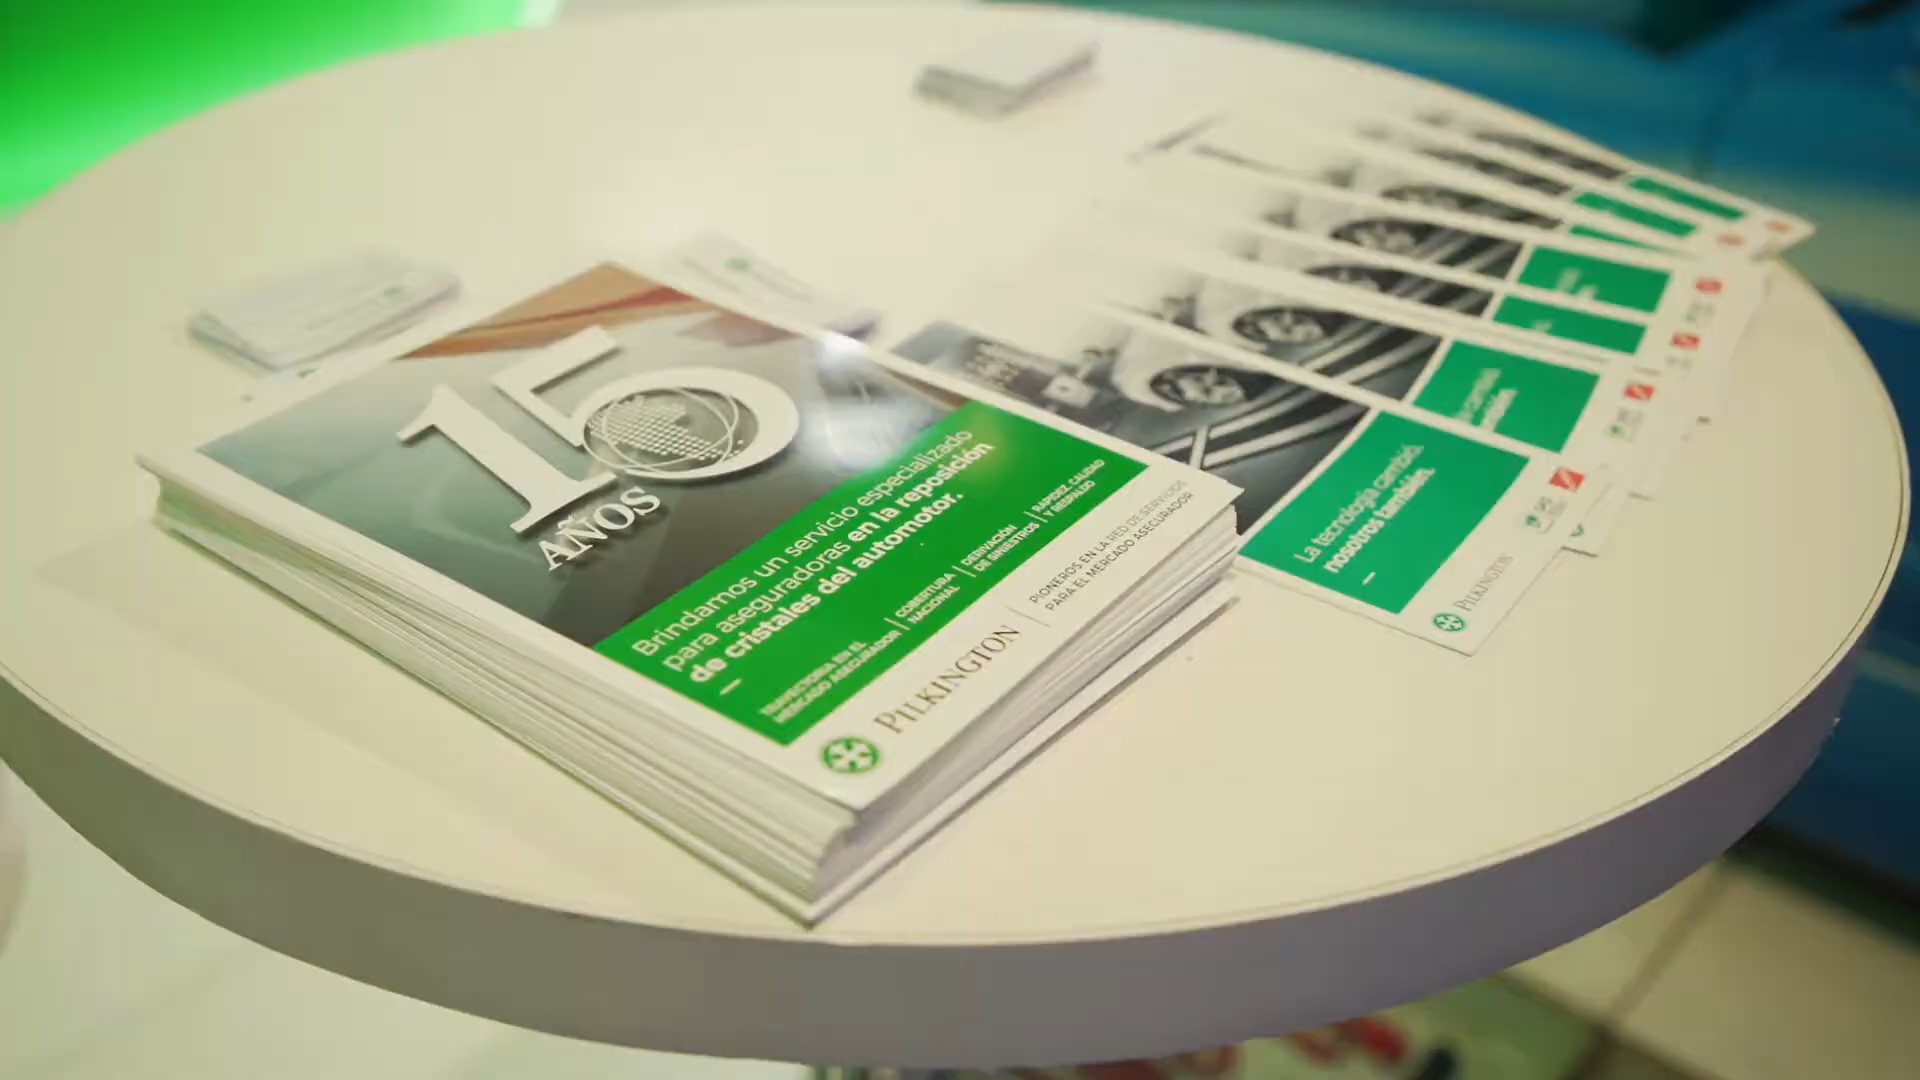 15
AÑOS
Brindamos un servicio especializado
para aseguradoras en la reposición
de cristales del automotor.
TRAYECTORIA EN EL
MERCADO ASEGURADOR
COBERTURA
NACIONAL
DERIVACIÓN
DE SINIESTROS
RAPIDEZ, CALIDAD
Y RESPALDO
PILKINGTON
PIONEROS EN LA RED DE SERVICIOS
PARA EL MERCADO ASEGURADOR
La tecnología cambió,
nosotros también.
PILKINGTON